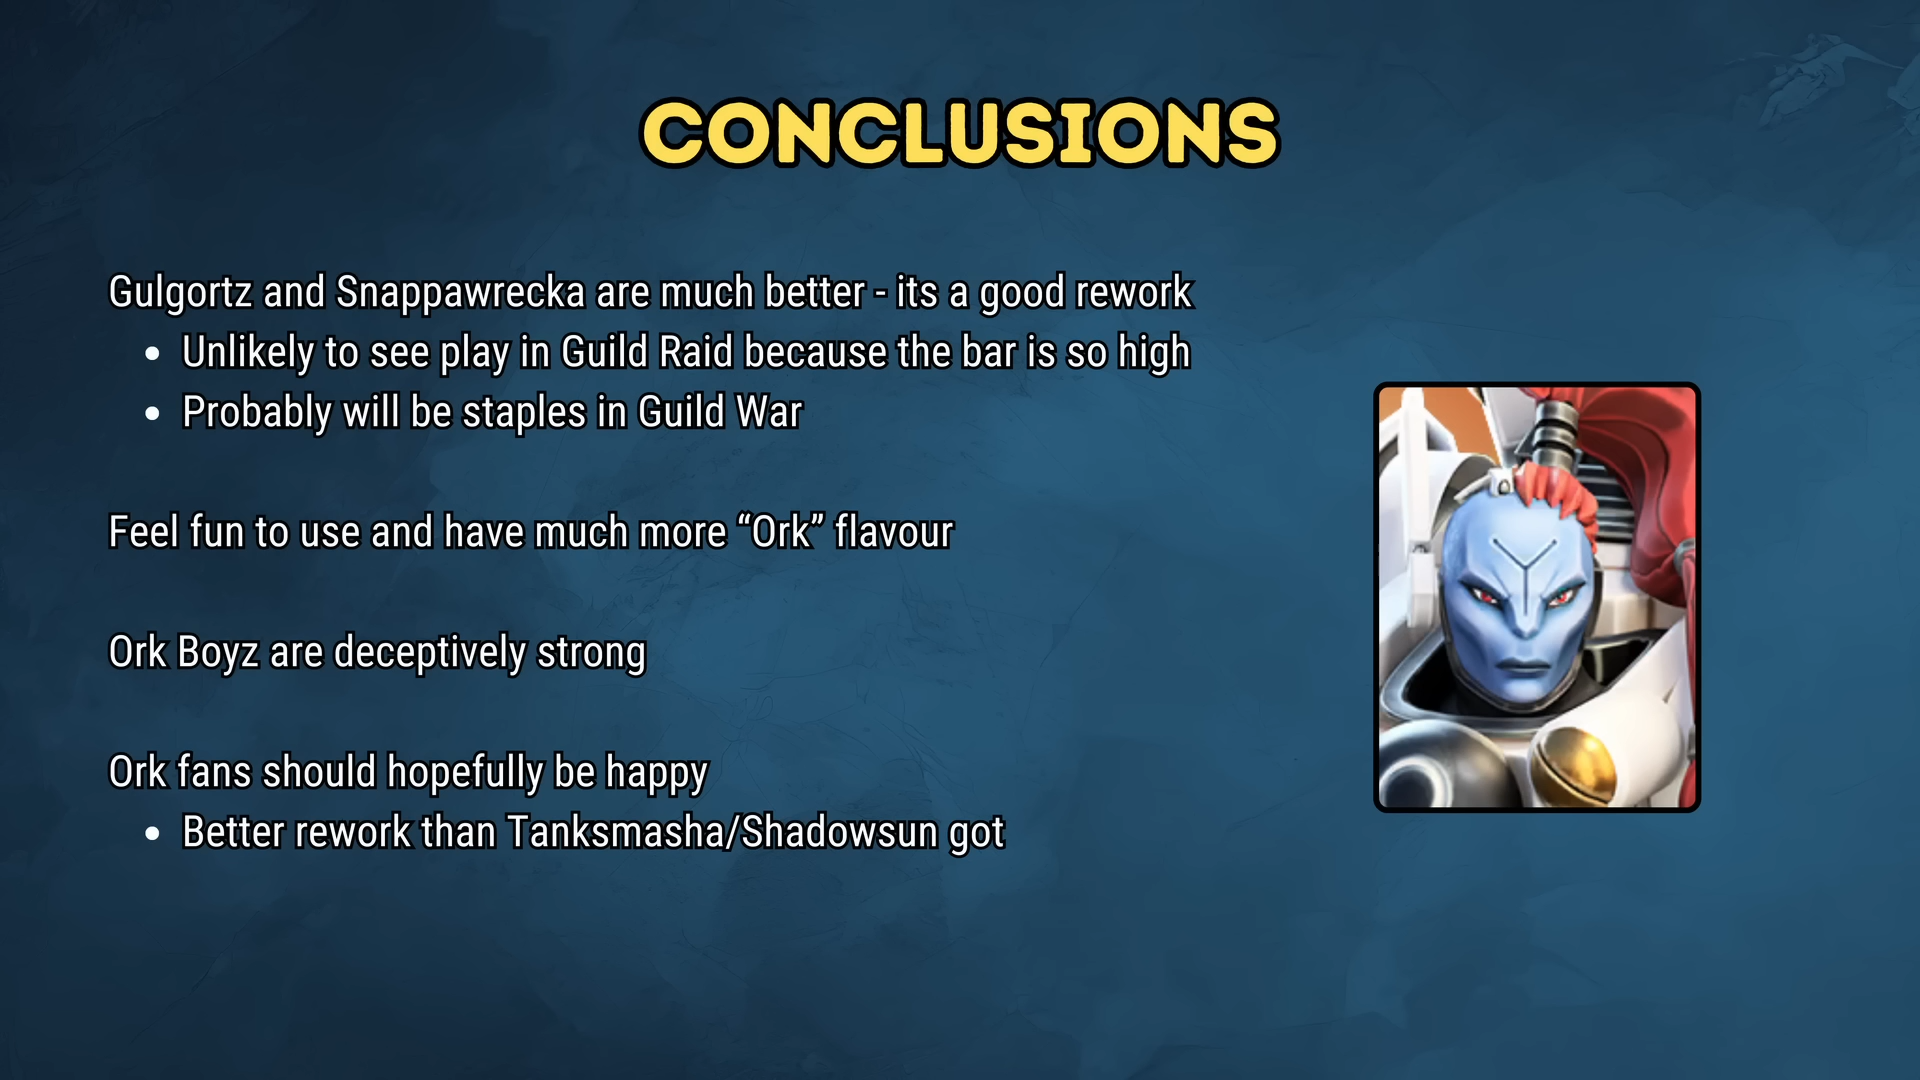 CONCLUSIONS
Gulgortz and Snappawrecka are much better - its a good rework
• Unlikely to see play in Guild Raid because the bar is so high
• Probably will be staples in Guild War
Feel fun to use and have much more “Ork” flavour
Ork Boyz are deceptively strong
Ork fans should hopefully be happy
• Better rework than Tanksmasha/Shadowsun got